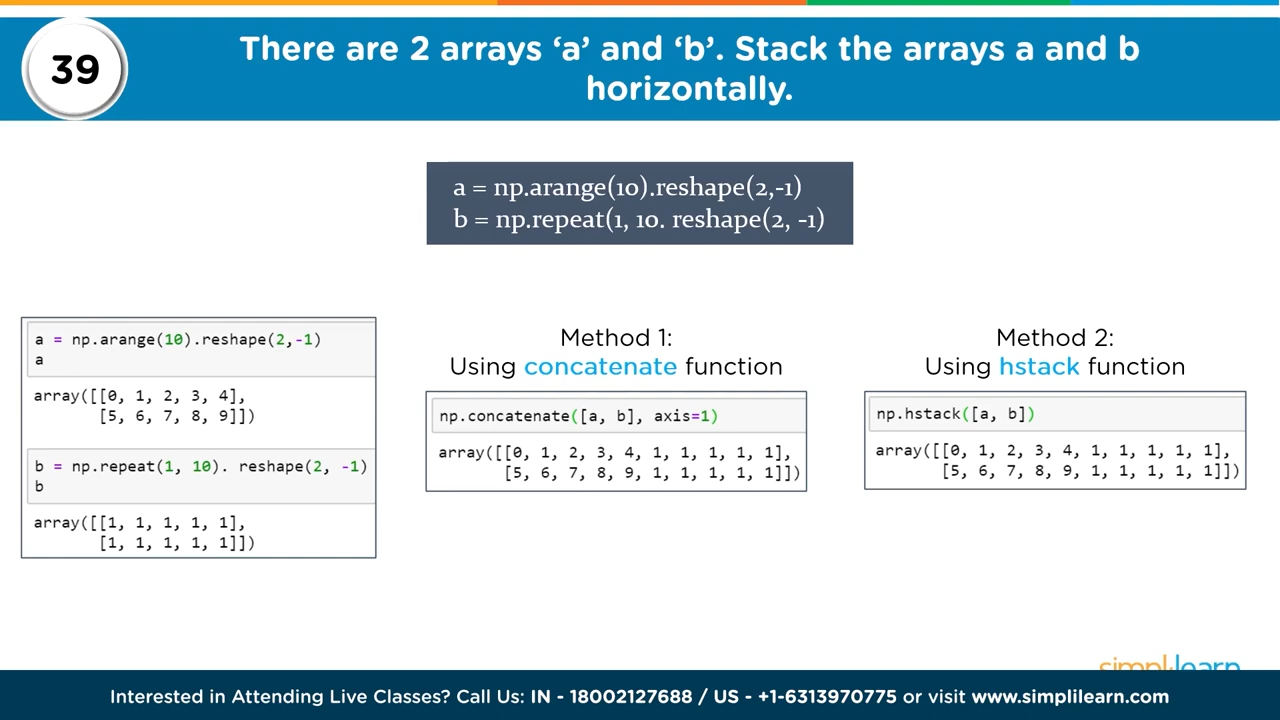 39
There are 2 arrays ‘a’ and ‘b’. Stack the arrays a and b
horizontally.
a = np.arange(10).reshape(2,-1)
b = np.repeat(1, 10. reshape(2, -1)
a = np.arange(10).reshape(2,-1)
a
array([[0, 1, 2, 3, 4],
[5, 6, 7, 8, 9]])
b = np.repeat(1, 10). reshape(2, -1)
b
array([[1, 1, 1, 1, 1],
[1, 1, 1, 1, 1]])
Method 1:
Using concatenate function
np.concatenate([a, b], axis=1)
array([[0, 1, 2, 3, 4, 1, 1, 1, 1, 1],
[5, 6, 7, 8, 9, 1, 1, 1, 1, 1]])
Method 2:
Using hstack function
np.hstack([a, b])
array([[0, 1, 2, 3, 4, 1, 1, 1, 1, 1],
[5, 6, 7, 8, 9, 1, 1, 1, 1, 1]])
simplilearn
Interested in Attending Live Classes? Call Us: IN - 18002127688 / US - +1-6313970775 or visit www.simplilearn.com